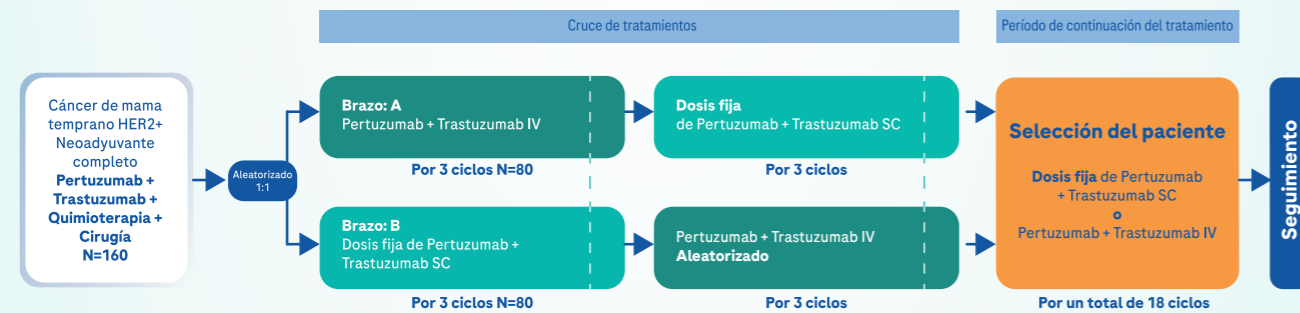 Cruce de tratamientos
Período de continuación del tratamiento
Cáncer de mama
temprano HER2+
Neoadyuvante
completo
Pertuzumab +
Trastuzumab +
Quimioterapia +
Cirugía
N=160
Aleatorizado
1:1
Brazo: A
Pertuzumab + Trastuzumab IV
Por 3 ciclos N=80
Dosis fija
de Pertuzumab + Trastuzumab SC
Por 3 ciclos
Brazo: B
Dosis fija de Pertuzumab +
Trastuzumab SC
Por 3 ciclos N=80
Pertuzumab + Trastuzumab IV
Aleatorizado
Por 3 ciclos
Selección del paciente
Dosis fija de Pertuzumab
+ Trastuzumab SC
o
Pertuzumab + Trastuzumab IV
Por un total de 18 ciclos
Seguimiento